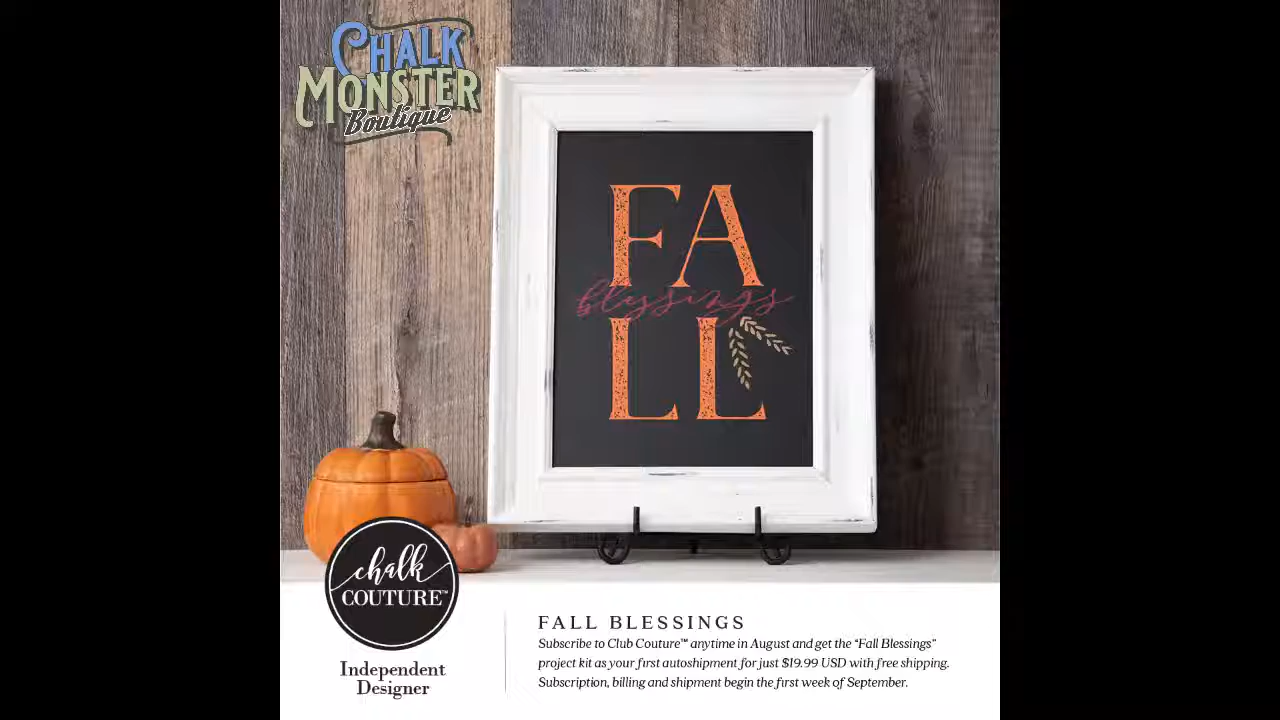 CHALK
MONSTER
Boutique
FA
blessings
LL
chalk
COUTURE™
Independent
Designer
FALL BLESSINGS
Subscribe to Club Couture™ anytime in August and get the “Fall Blessings”
project kit as your first autoshipment for just $19.99 USD with free shipping.
Subscription, billing and shipment begin the first week of September.